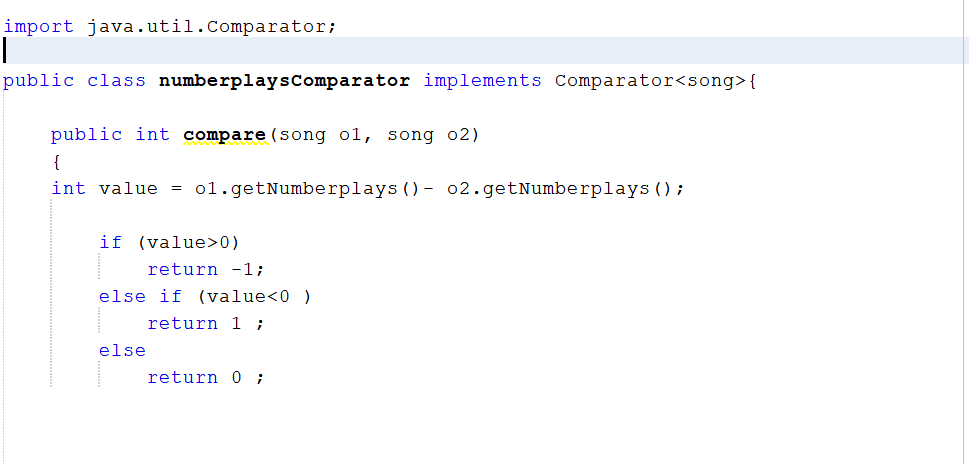 import java.util.Comparator;
public class numberplaysComparator implements Comparator<song>{
public int compare(song o1, song o2)
{
int value = o1.getNumberplays()- o2.getNumberplays();
if (value>0)
return -1;
else if (value<0 )
return 1 ;
else
return 0 ;